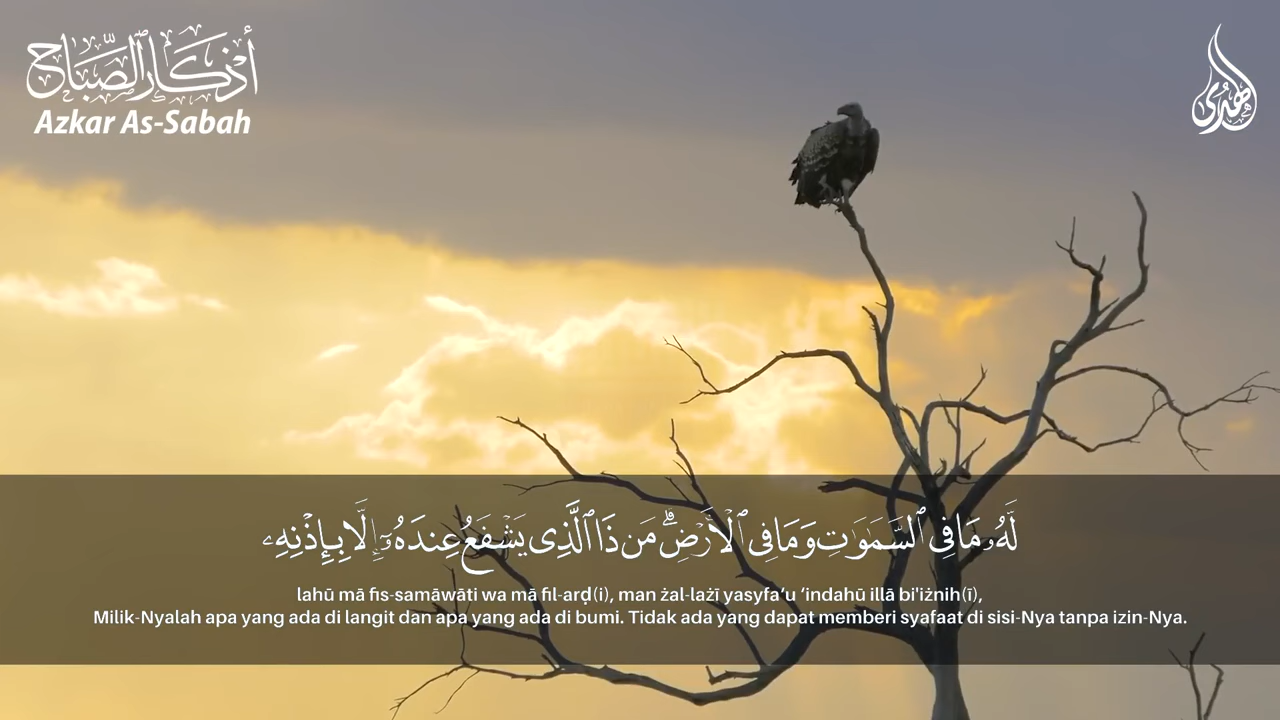 أذكار الصباح
Azkar As-Sabah
الهدى
لَهُۥ مَا فِى ٱلسَّمَـٰوَٰتِ وَمَا فِى ٱلْأَرْضِ ۗ مَن ذَا ٱلَّذِى يَشْفَعُ عِندَهُۥٓ إِلَّا بِإِذْنِهِۦ
lahū mā fis-samāwāti wa mā fil-arḍ(i), man żal-lażī yasyfa‘u ‘indahū illā bi'iżnih(ī),
Milik-Nyalah apa yang ada di langit dan apa yang ada di bumi. Tidak ada yang dapat memberi syafaat di sisi-Nya tanpa izin-Nya.